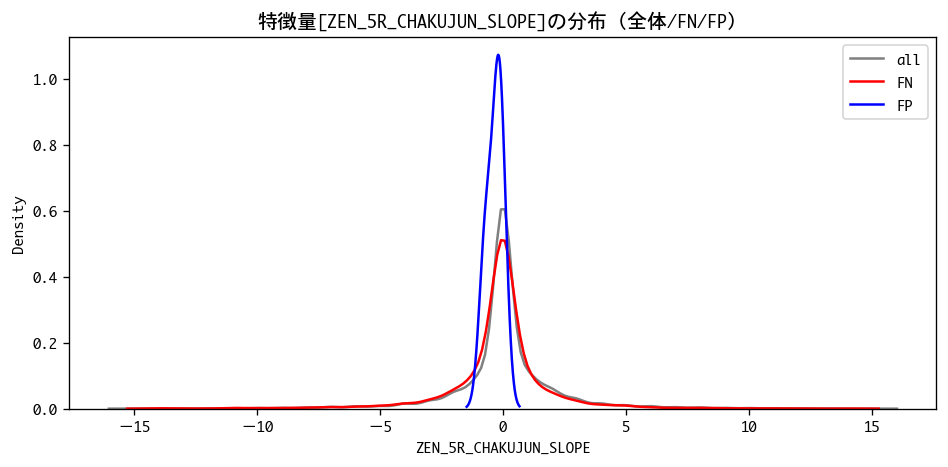 特徴量[ZEN_5R_CHAKUJUN_SLOPE]の分布（全体/FN/FP）
all
FN
FP
1.0
0.8
0.6
0.4
0.2
0.0
Density
−15
−10
−5
0
5
10
15
ZEN_5R_CHAKUJUN_SLOPE